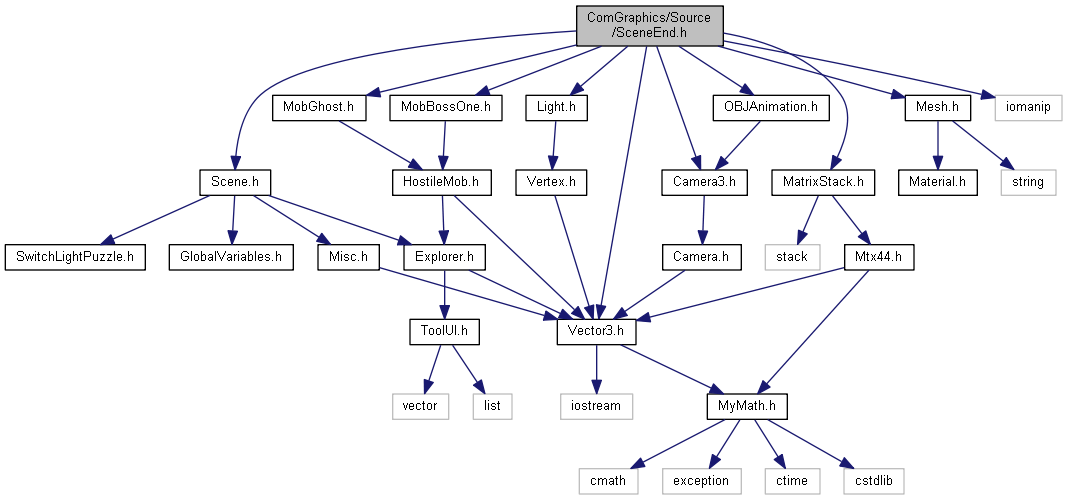 ComGraphics/Source
/SceneEnd.h
MobGhost.h
MobBossOne.h
Light.h
OBJAnimation.h
Mesh.h
iomanip
Scene.h
HostileMob.h
Vertex.h
Camera3.h
MatrixStack.h
Material.h
string
SwitchLightPuzzle.h
GlobalVariables.h
Misc.h
Explorer.h
Camera.h
stack
Mtx44.h
ToolUI.h
Vector3.h
vector
list
iostream
MyMath.h
cmath
exception
ctime
cstdlib